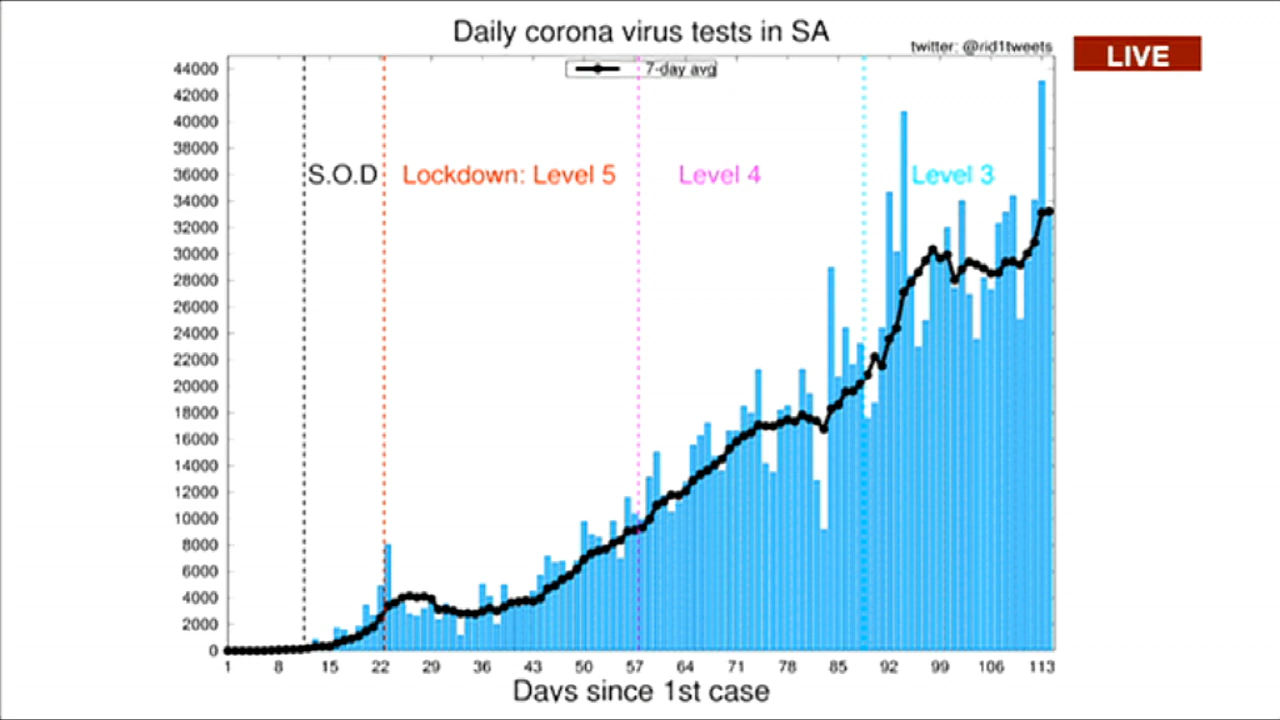 Daily corona virus tests in SA
twitter: @rid1tweets
LIVE
7-day avg
44000
42000
40000
38000
36000
34000
32000
30000
28000
26000
24000
22000
20000
18000
16000
14000
12000
10000
8000
6000
4000
2000
0
S.O.D
Lockdown: Level 5
Level 4
Level 3
1 8 15 22 29 36 43 50 57 64 71 78 85 92 99 106 113
Days since 1st case